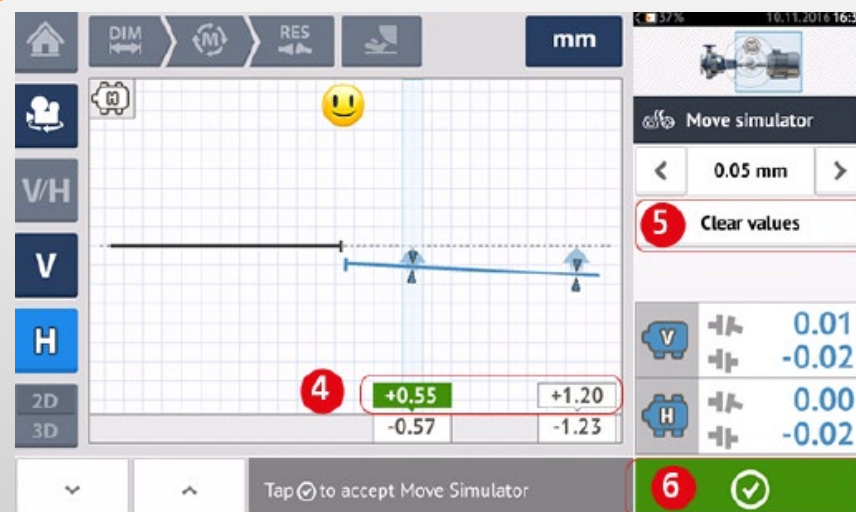 DIM
M
RES
mm
37%
10.11.2016 16:3
H
Move simulator
V/H
0.05 mm
5
Clear values
V
V
V
H
V
0.01
-0.02
4
+0.55
+1.20
2D
3D
-0.57
-1.23
H
0.00
-0.02
Tap to accept Move Simulator
6